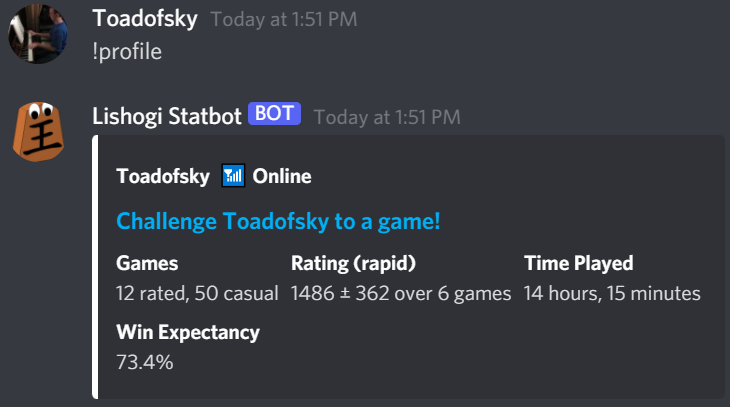 Toadofsky Today at 1:51 PM
!profile
王
Lishogi Statbot BOT Today at 1:51 PM
Toadofsky 📶 Online
Challenge Toadofsky to a game!
Games Rating (rapid) Time Played
12 rated, 50 casual 1486 ± 362 over 6 games 14 hours, 15 minutes
Win Expectancy
73.4%